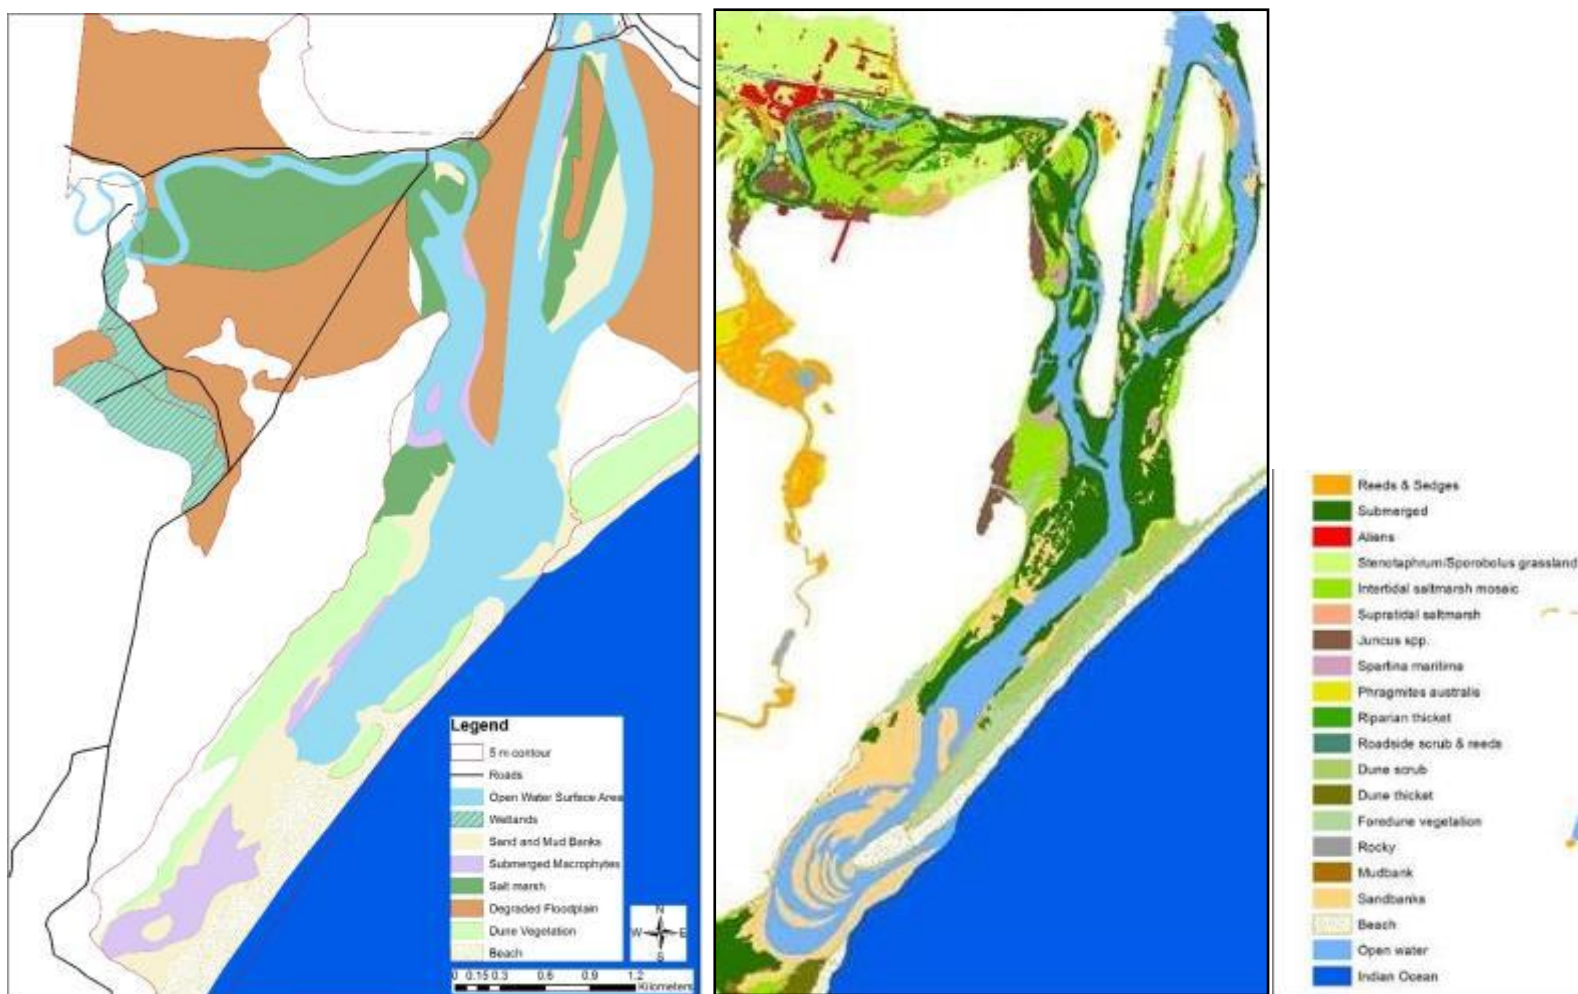 Legend
5 m contour
Roads
Open Water Surface Area
Wetlands
Sand and Mud Banks
Submerged Macrophytes
Salt marsh
Degraded Floodplain
Dune Vegetation
Beach
N
W E
S
0 0.15 0.3 0.6 0.9 1.2
Kilometers
Reeds & Sedges
Submerged
Aliens
Stenotaphrum/Sporobolus grassland
Intertidal saltmarsh mosaic
Supratidal saltmarsh
Juncus spp.
Spartina maritima
Phragmites australis
Riparian thicket
Roadside scrub & reeds
Dune scrub
Dune thicket
Foredune vegetation
Rocky
Mudbank
Sandbanks
Beach
Open water
Indian Ocean